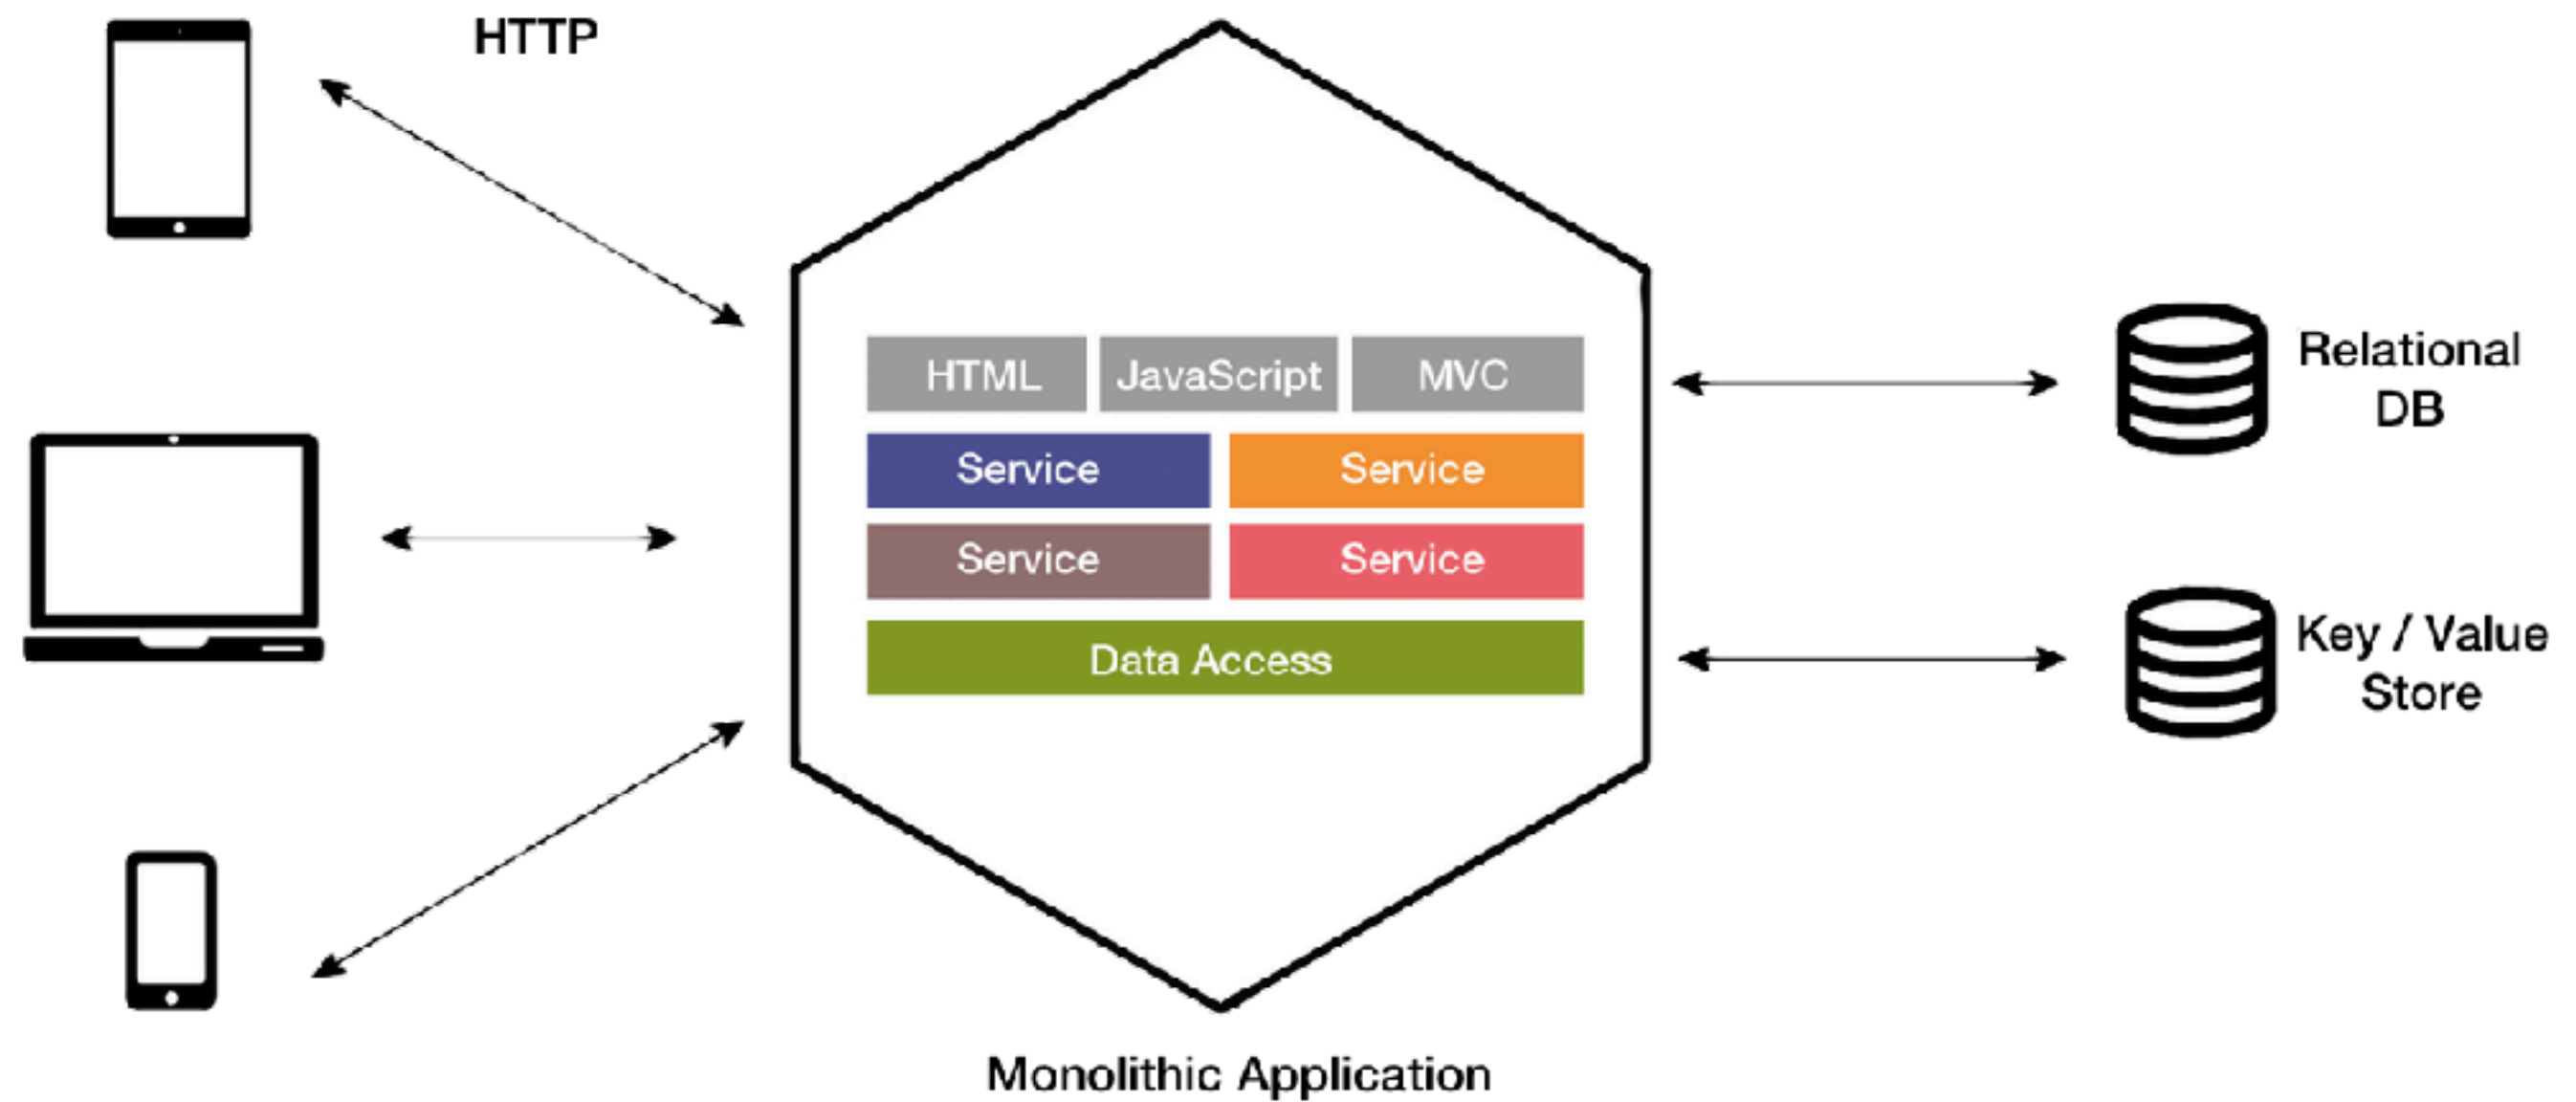 HTTP
HTML JavaScript MVC
Service Service
Service Service
Data Access
Relational
DB
Key / Value
Store
Monolithic Application